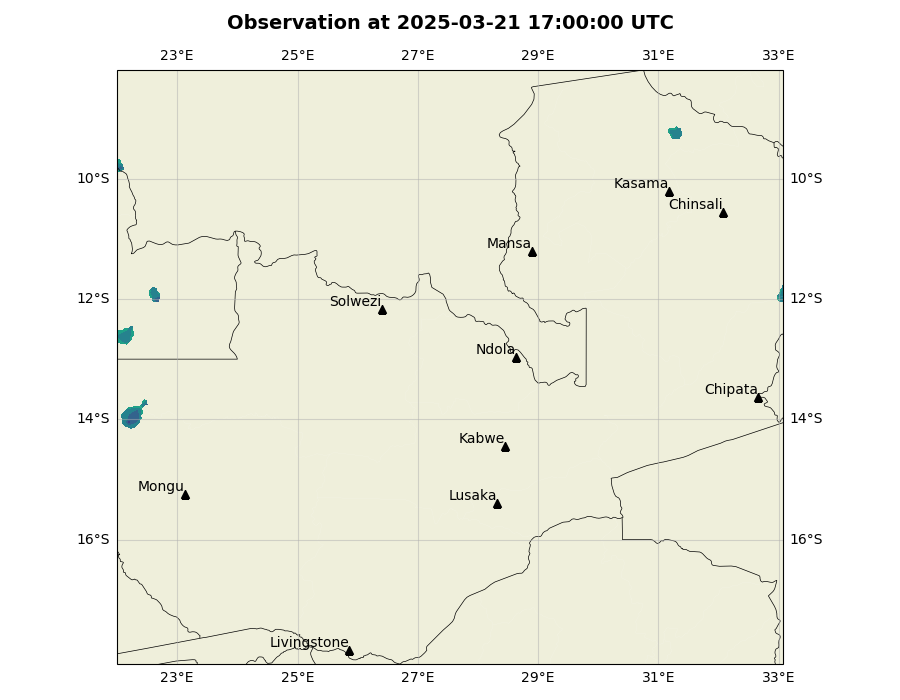 Observation at 2025-03-21 17:00:00 UTC
23°E 25°E 27°E 29°E 31°E 33°E
10°S 10°S
Kasama
Chinsali
Mansa
12°S 12°S
Solwezi
Ndola
Chipata
14°S 14°S
Kabwe
Mongu
Lusaka
16°S 16°S
Livingstone
23°E 25°E 27°E 29°E 31°E 33°E